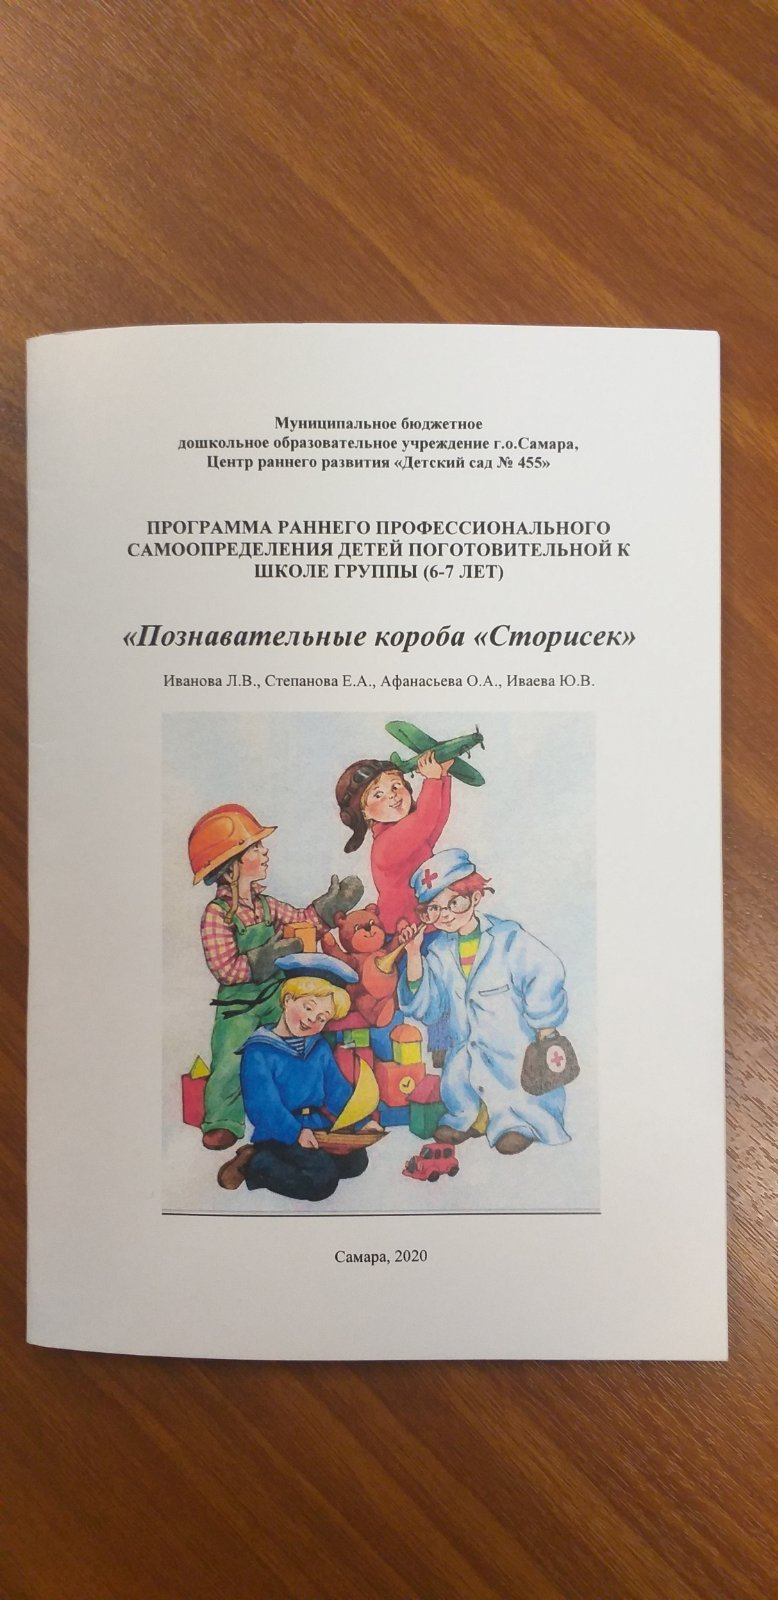 Муниципальное бюджетное
дошкольное образовательное учреждение г.о.Самара,
Центр раннего развития «Детский сад № 455»
ПРОГРАММА РАННЕГО ПРОФЕССИОНАЛЬНОГО
САМООПРЕДЕЛЕНИЯ ДЕТЕЙ ПОГОТОВИТЕЛЬНОЙ К
ШКОЛЕ ГРУППЫ (6-7 ЛЕТ)
«Познавательные короба «Сторисек»
Иванова Л.В., Степанова Е.А., Афанасьева О.А., Иваева Ю.В.
Самара, 2020